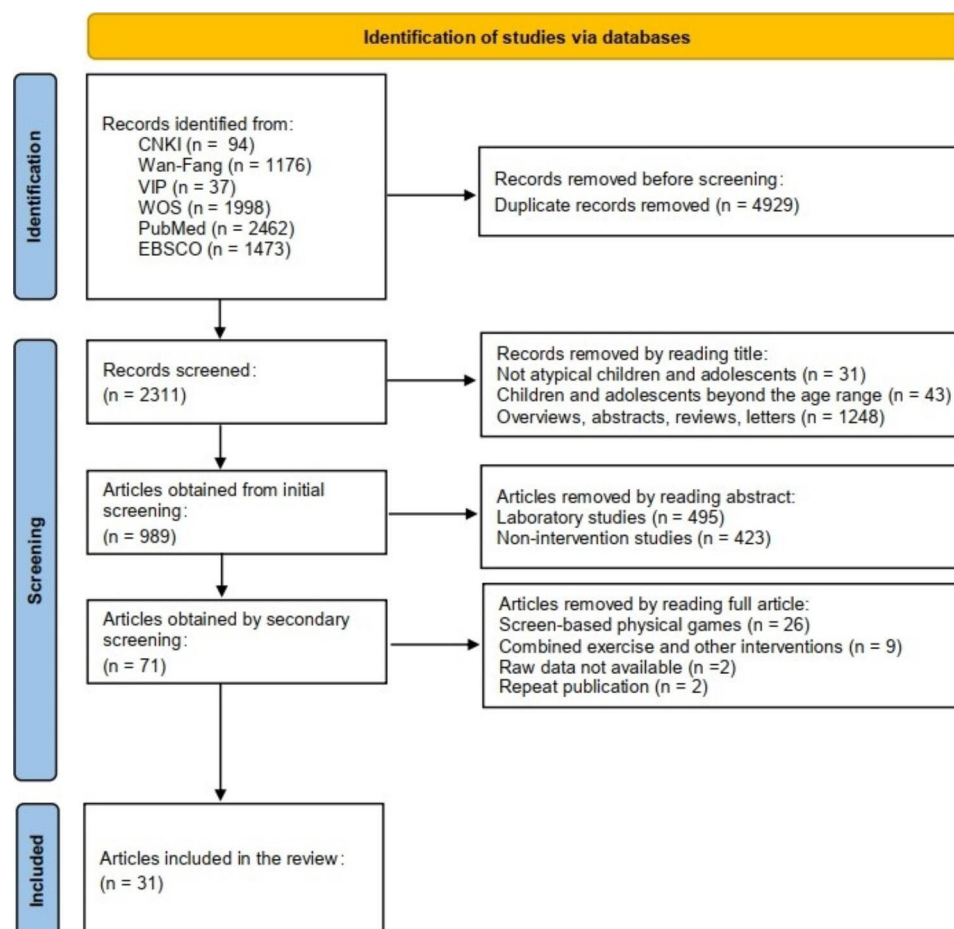 Identification of studies via databases
Identification
Records identified from:
CNKI (n = 94)
Wan-Fang (n = 1176)
VIP (n = 37)
WOS (n = 1998)
PubMed (n = 2462)
EBSCO (n = 1473)
Records removed before screening:
Duplicate records removed (n = 4929)
Screening
Records screened:
(n = 2311)
Records removed by reading title:
Not atypical children and adolescents (n = 31)
Children and adolescents beyond the age range (n = 43)
Overviews, abstracts, reviews, letters (n = 1248)
Articles obtained from initial
screening:
(n = 989)
Articles removed by reading abstract:
Laboratory studies (n = 495)
Non-intervention studies (n = 423)
Articles obtained by secondary
screening:
(n = 71)
Articles removed by reading full article:
Screen-based physical games (n = 26)
Combined exercise and other interventions (n = 9)
Raw data not available (n =2)
Repeat publication (n = 2)
Included
Articles included in the review:
(n = 31)